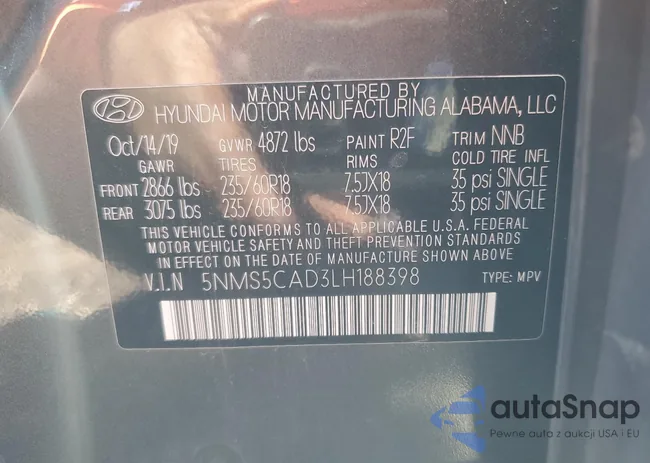 MANUFACTURED BY
HYUNDAI MOTOR MANUFACTURING ALABAMA, LLC
Oct/14/19 GVWR 4872 lbs PAINT R2F TRIM NNB
GAWR TIRES RIMS COLD TIRE INFL
FRONT 2866 lbs 235/60R18 7.5JX18 35 psi SINGLE
REAR 3075 lbs 235/60R18 7.5JX18 35 psi SINGLE
THIS VEHICLE CONFORMS TO ALL APPLICABLE U.S.A. FEDERAL
MOTOR VEHICLE SAFETY AND THEFT PREVENTION STANDARDS
IN EFFECT ON THE DATE OF MANUFACTURE SHOWN ABOVE
V.I.N 5NMS5CAD3LH188398 TYPE: MPV
autaSnap
Pewne auta z aukcji USA i EU